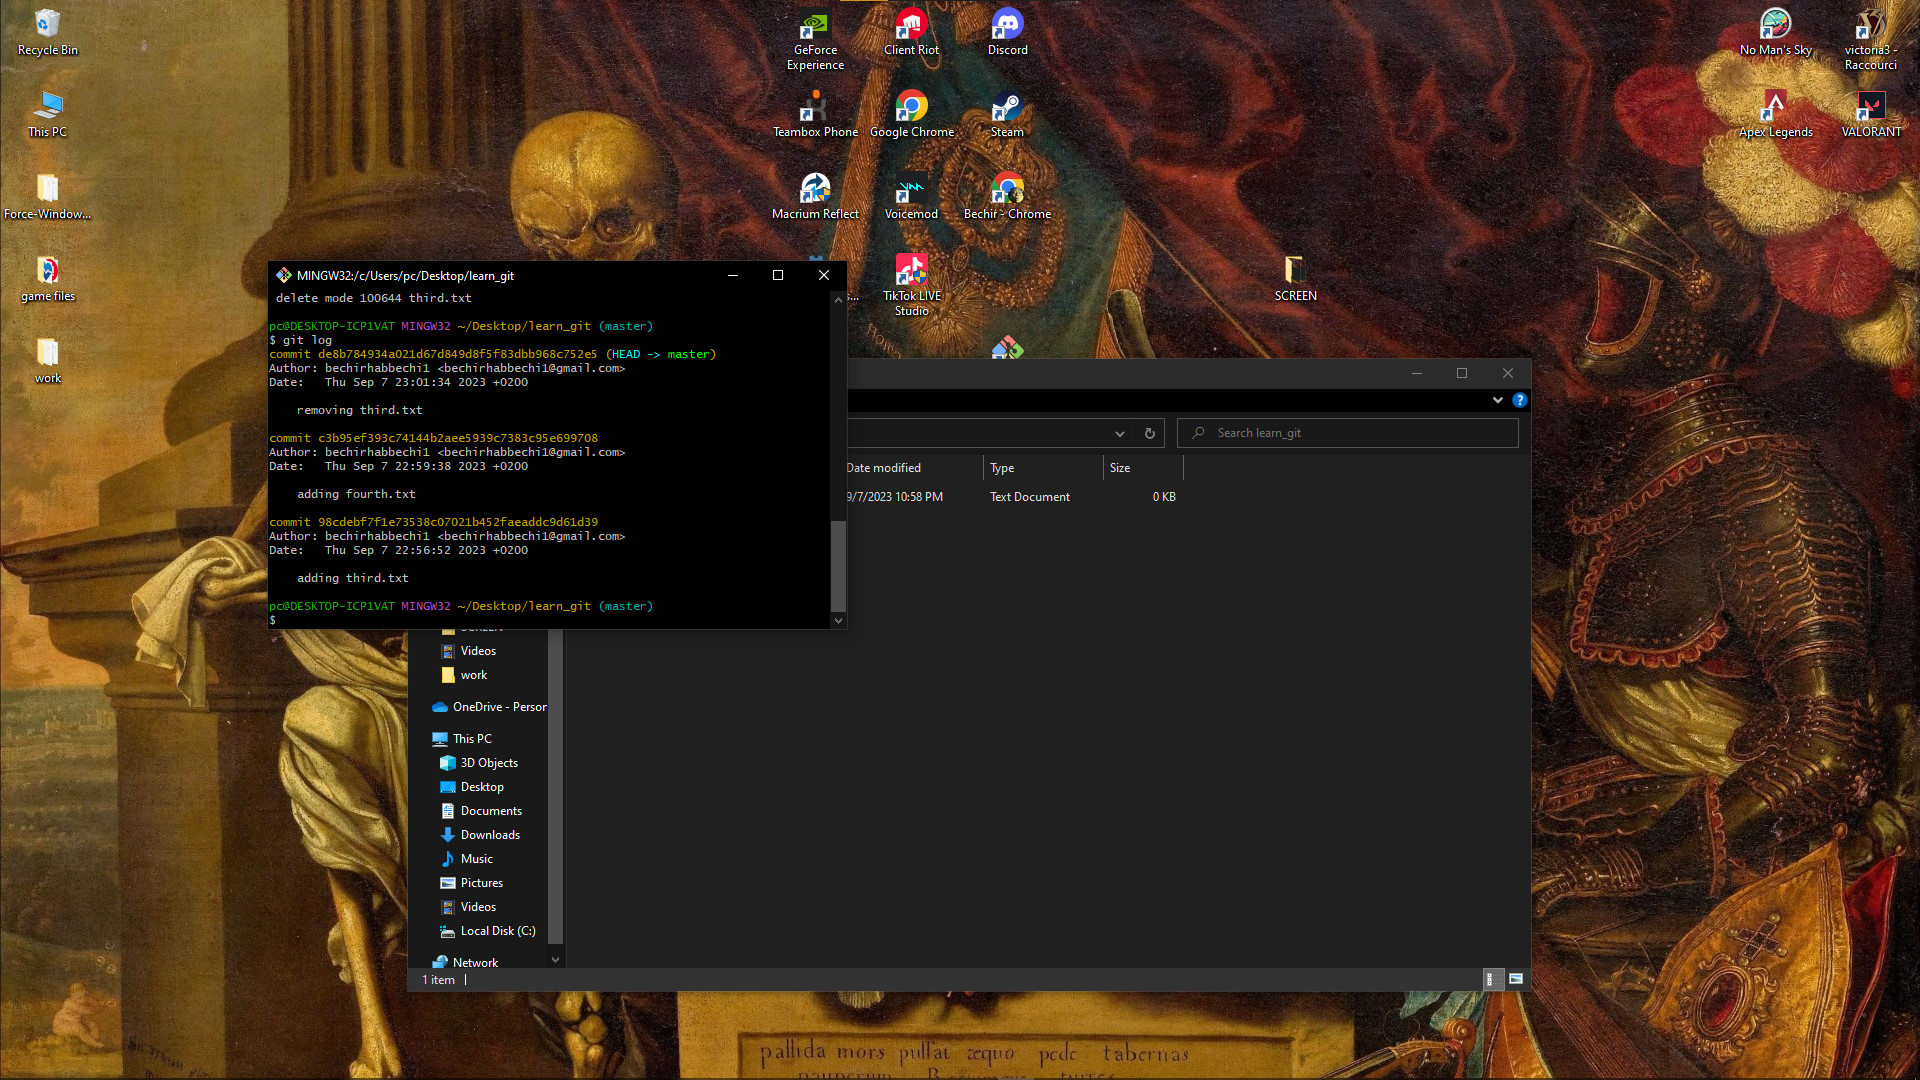 Recycle Bin
This PC
Force-Window...
game files
work
GeForce
Experience
Client Riot
Discord
Teambox Phone
Google Chrome
Steam
Macrium Reflect
Voicemod
Bechir - Chrome
TikTok LIVE
Studio
SCREEN
No Man's Sky
victoria3 -
Raccourci
Apex Legends
VALORANT
MINGW32:/c/Users/pc/Desktop/learn_git
delete mode 100644 third.txt
pc@DESKTOP-ICP1VAT MINGW32 ~/Desktop/learn_git (master)
$ git log
commit de8b784934a021d67d849d8f5f83dbb968c752e5 (HEAD -> master)
Author: bechirhabbechi1 <bechirhabbechi1@gmail.com>
Date:   Thu Sep 7 23:01:34 2023 +0200
removing third.txt
commit c3b95ef393c74144b2aee5939c7383c95e699708
Author: bechirhabbechi1 <bechirhabbechi1@gmail.com>
Date:   Thu Sep 7 22:59:38 2023 +0200
adding fourth.txt
commit 98cdebf7f1e73538c07021b452faeaddc9d61d39
Author: bechirhabbechi1 <bechirhabbechi1@gmail.com>
Date:   Thu Sep 7 22:56:52 2023 +0200
adding third.txt
pc@DESKTOP-ICP1VAT MINGW32 ~/Desktop/learn_git (master)
$
Search learn_git
Date modified
Type
Size
9/7/2023 10:58 PM
Text Document
0 KB
Videos
work
OneDrive - Person
This PC
3D Objects
Desktop
Documents
Downloads
Music
Pictures
Videos
Local Disk (C:)
Network
1 item
pallida mors pulsat æquo pede tabernas